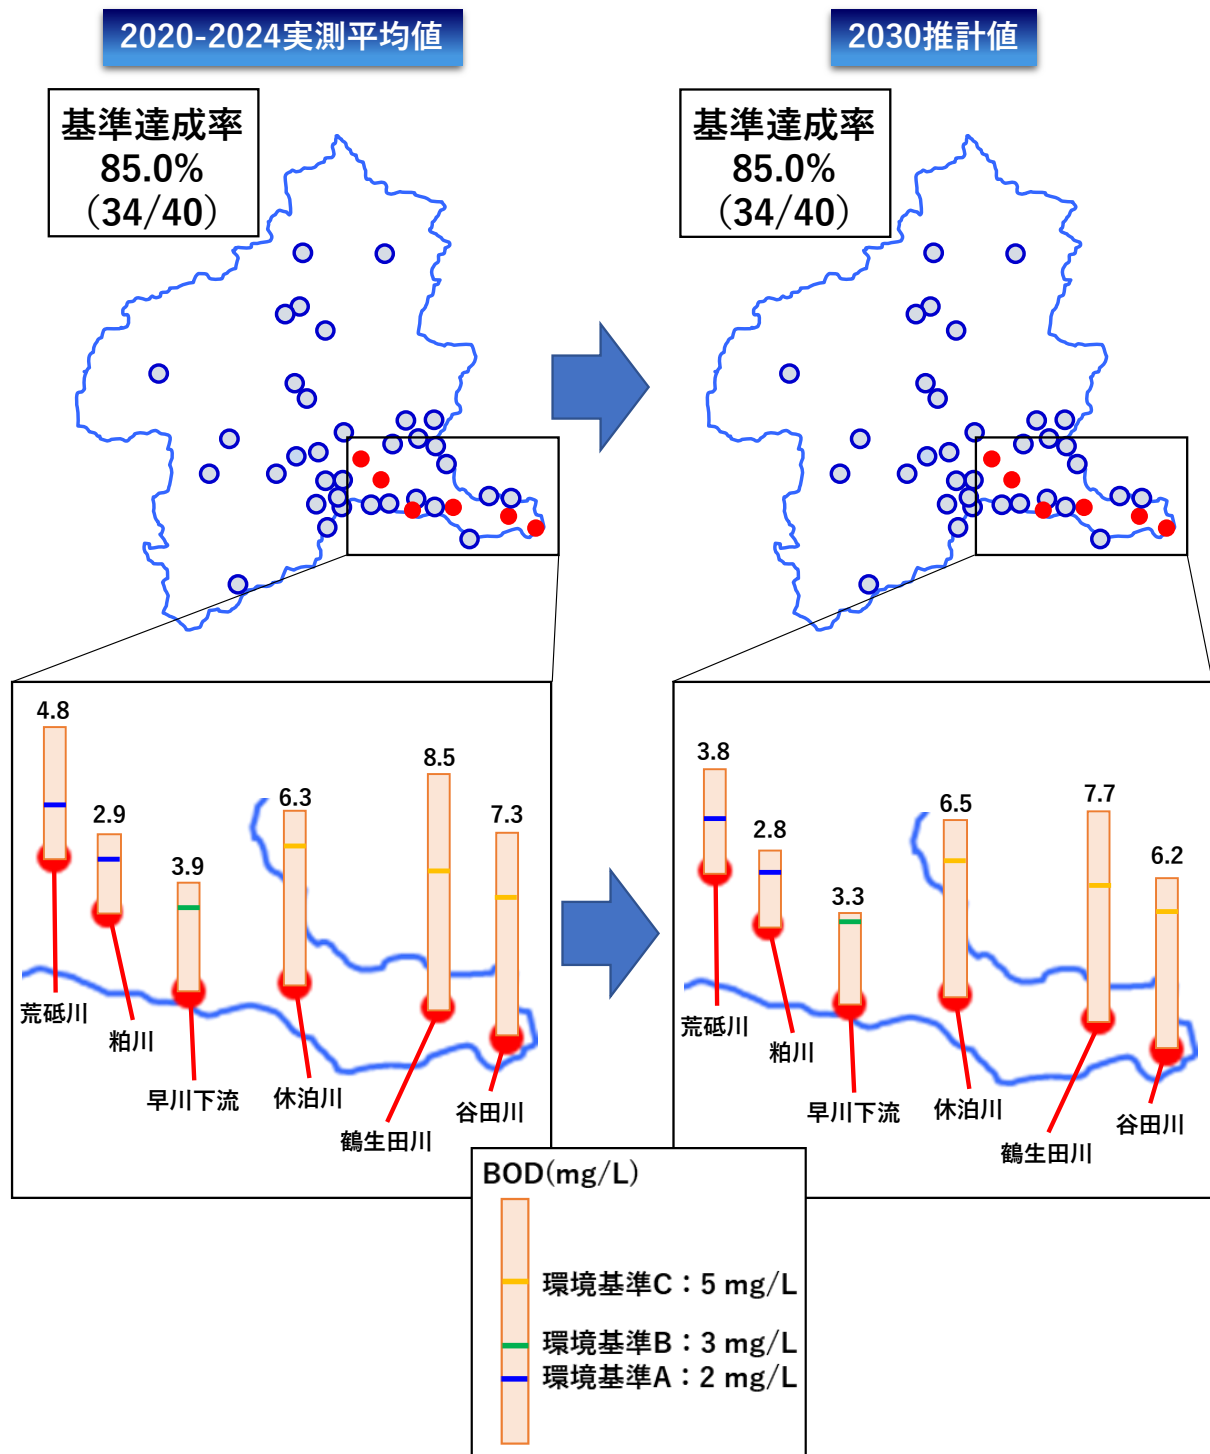 2020-2024実測平均値
2030推計値
基準達成率
85.0%
（34/40）
基準達成率
85.0%
（34/40）
4.8
2.9
3.9
6.3
8.5
7.3
荒砥川
粕川
早川下流
休泊川
鶴生田川
谷田川
3.8
2.8
3.3
6.5
7.7
6.2
荒砥川
粕川
早川下流
休泊川
鶴生田川
谷田川
BOD(mg/L)
環境基準C：5 mg/L
環境基準B：3 mg/L
環境基準A：2 mg/L